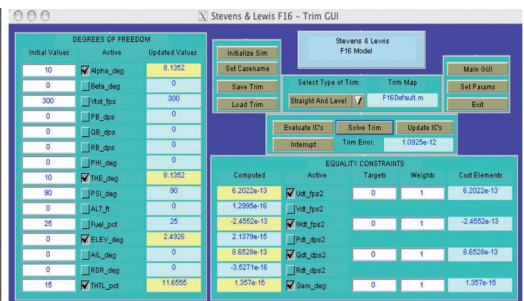 Stevens & Lewis F16 - Trim GUI
DEGREES OF FREEDOM
Initial Values Active Updated Values
10 Alpha_deg 8.1352
0 Beta_deg 0
300 Vtot_fps 300
0 PB_dps 0
0 QB_dps 0
0 RB_dps 0
0 PHI_deg 0
10 THE_deg 8.1352
90 PSI_deg 90
0 ALT_ft 0
25 Fuel_pct 25
0 ELEV_deg -2.4926
0 AIL_deg 0
0 RDR_deg 0
15 THTL_pct 11.6555
Initialize Sim
Set Casename
Save Trim
Load Trim
Stevens & Lewis
F16 Model
Select Type of Trim Trim Map
Straight And Level F16Default.m
Main GUI
Set Params
Exit
Evaluate IC's Solve Trim Update IC's
Interrupt Trim Error: 1.0925e-12
EQUALITY CONSTRAINTS
Computed Active Targets Weights Cost Elements
6.2022e-13 Udt_fps2 0 1 6.2022e-13
1.2995e-16 Vdt_fps2
-2.4552e-13 Wdt_fps2 0 1 -2.4552e-13
2.1379e-15 Pdt_dps2
8.6528e-13 Qdt_dps2 0 1 8.6528e-13
-3.5271e-16 Rdt_dps2
1.357e-15 Gam_deg 0 1 1.357e-15